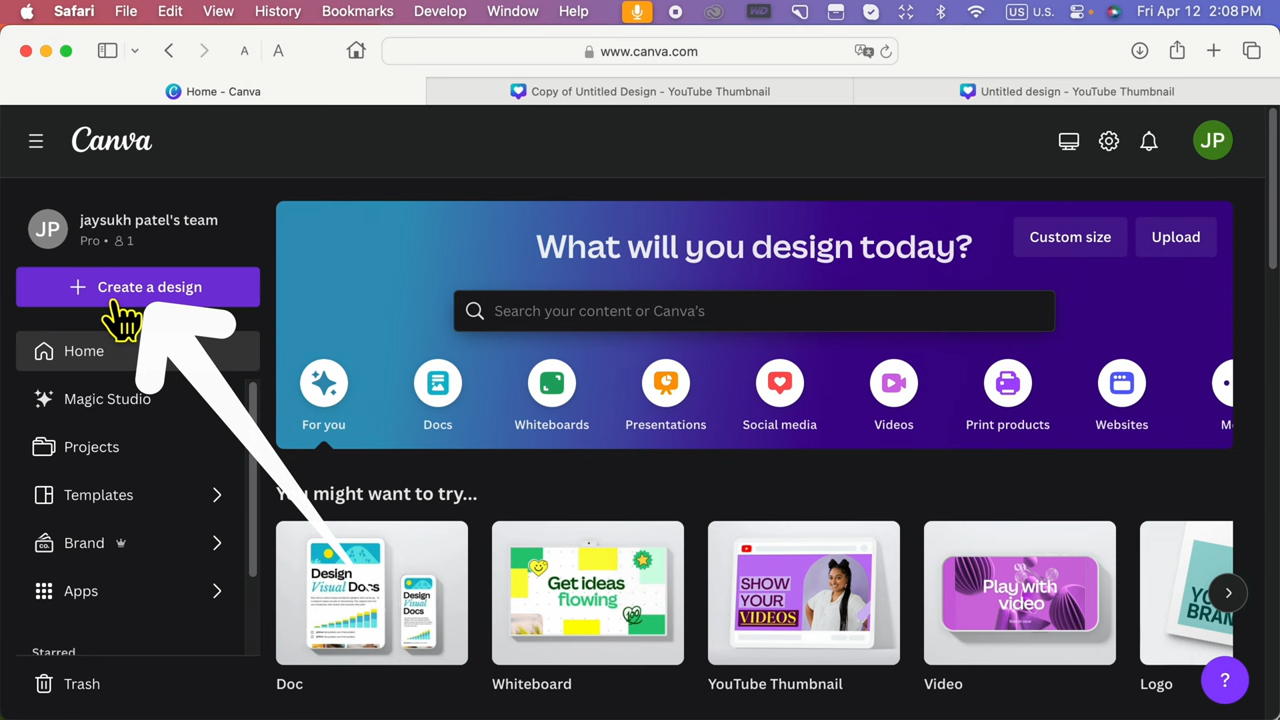 Safari File Edit View History Bookmarks Develop Window Help US U.S. Fri Apr 12 2:08 PM
A A www.canva.com
Home - Canva Copy of Untitled Design - YouTube Thumbnail Untitled design - YouTube Thumbnail
Canva JP
JP jaysukh patel's team
Pro • 1
Create a design
Home
Magic Studio
Projects
Templates
Brand
Apps
Starred
Trash
What will you design today?
Custom size Upload
Search your content or Canva's
For you Docs Whiteboards Presentations Social media Videos Print products Websites
You might want to try...
Design
Visual Docs
Design
Visual Docs
Get ideas
flowing
SHOW
YOUR
VIDEOS
Play with
video
Doc Whiteboard YouTube Thumbnail Video Logo
?